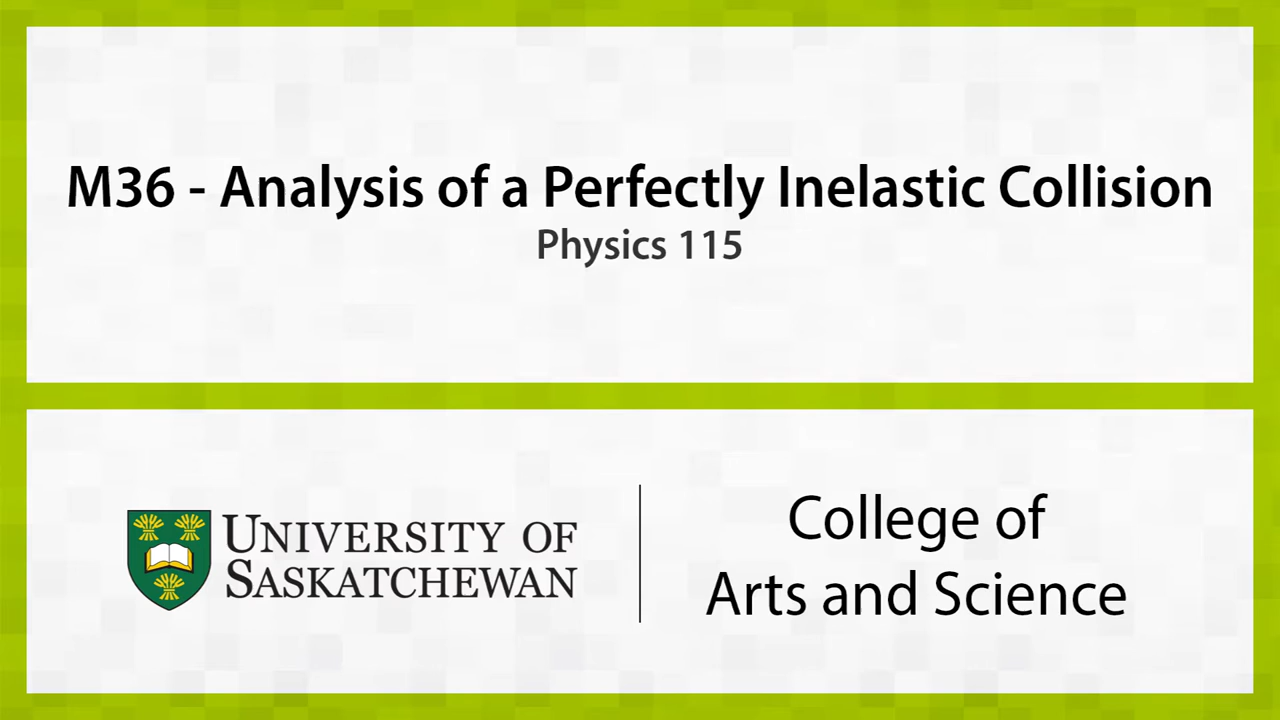 M36 - Analysis of a Perfectly Inelastic Collision
Physics 115
UNIVERSITY OF
SASKATCHEWAN
College of
Arts and Science